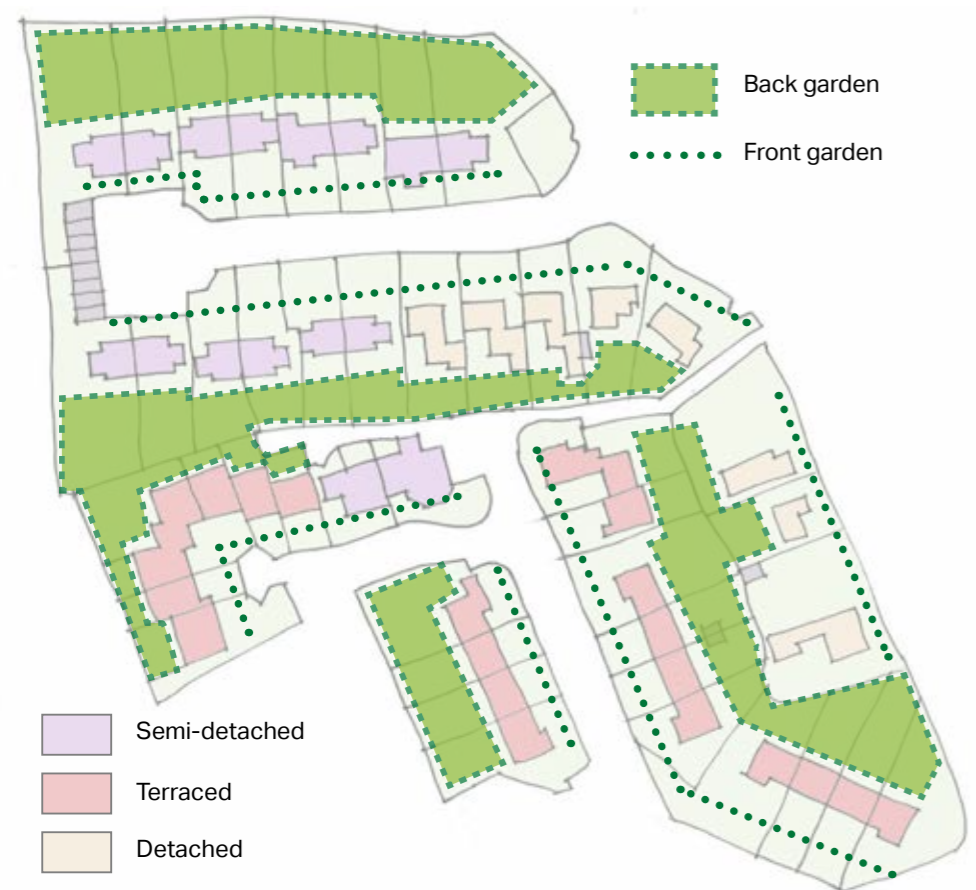 Back garden
Front garden
Semi-detached
Terraced
Detached